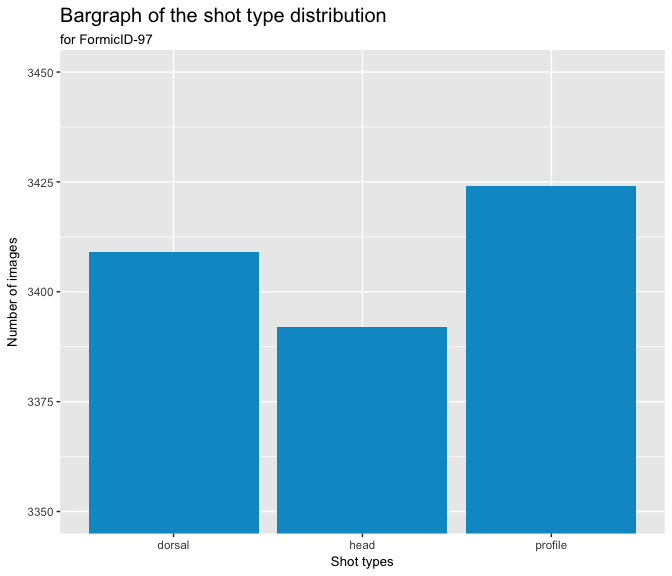 Bargraph of the shot type distribution
for FormicID-97
3450
3425
3400
3375
3350
Number of images
dorsal head profile
Shot types